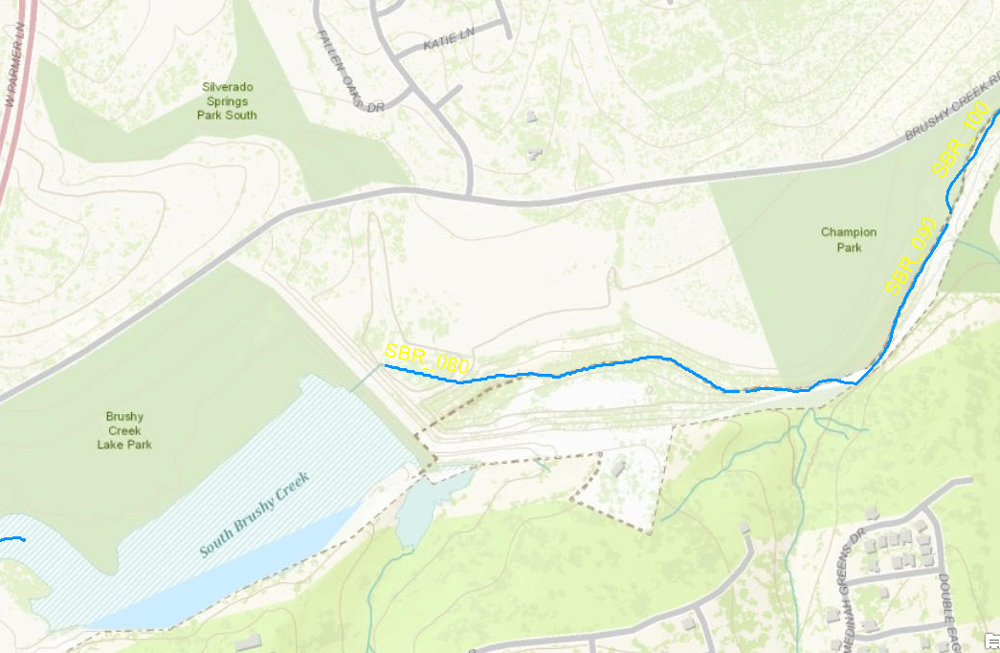 W PARMER LN
FALLEN OAKS DR
KATIE LN
Silverado
Springs
Park South
BRUSHY CREEK RD
SBR_100
Champion
Park
SBR_090
SBR_080
Brushy
Creek
Lake Park
South Brushy Creek
MEDINAH GREENS DR
DOUBLE EAG